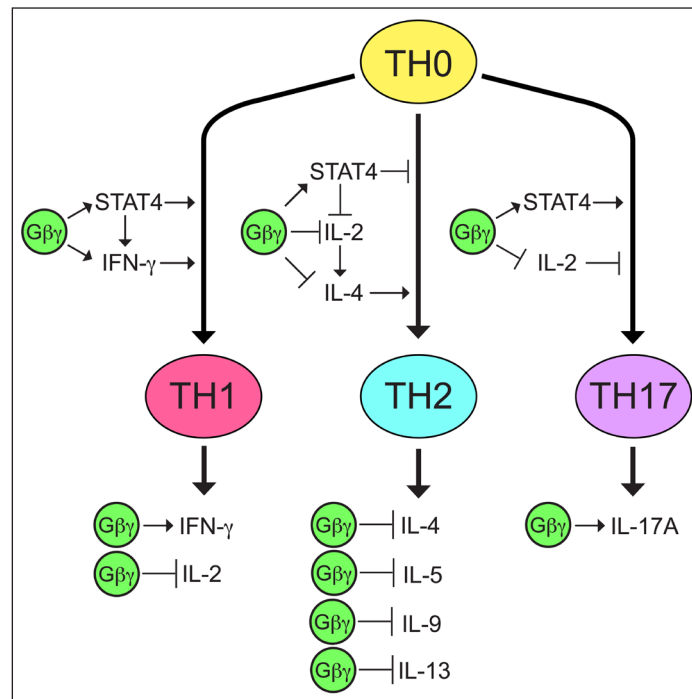 TH0
STAT4
Gβγ
IFN-γ
STAT4
Gβγ
IL-2
IL-4
STAT4
Gβγ
IL-2
TH1
TH2
TH17
Gβγ IFN-γ
Gβγ IL-2
Gβγ IL-4
Gβγ IL-5
Gβγ IL-9
Gβγ IL-13
Gβγ IL-17A